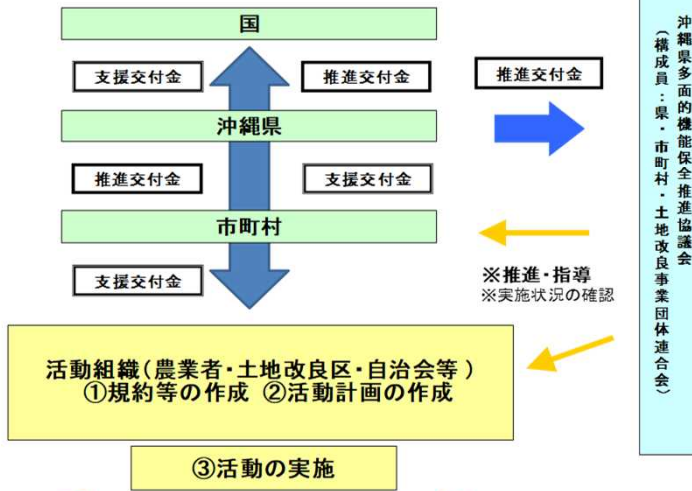 国
支援交付金
推進交付金
推進交付金
沖縄県
推進交付金
支援交付金
市町村
支援交付金
※推進・指導
※実施状況の確認
活動組織(農業者・土地改良区・自治会等)
①規約等の作成 ②活動計画の作成
③活動の実施
沖縄県多面的機能保全推進協議会
(構成員:県・市町村・土地改良事業団体連合会)